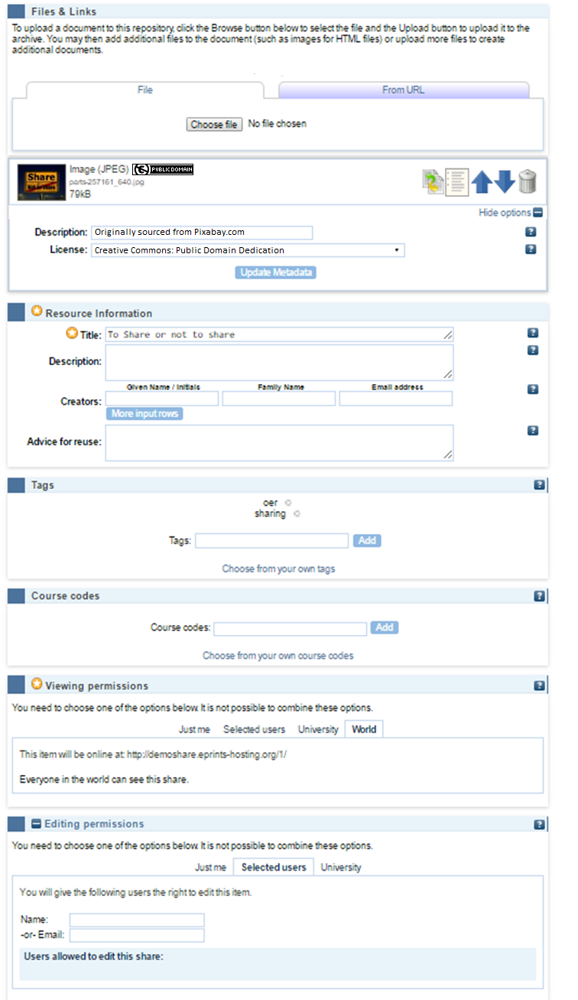 Files & Links
To upload a document to this repository, click the Browse button below to select the file and the Upload button to upload it to the
archive. You may then add additional files to the document (such as images for HTML files) or upload more files to create
additional documents.
File From URL
Choose file No file chosen
Share
Image (JPEG) PUBLIC DOMAIN
parts-257161_640.jpg
79kB
Hide options
Description: Originally sourced from Pixabay.com ?
License: Creative Commons: Public Domain Dedication ?
Update Metadata
Resource Information
Title: To Share or not to share ?
Description: ?
Given Name / Initials Family Name Email address
Creators: ?
More input rows
Advice for reuse: ?
Tags ?
oer
sharing
Tags: Add
Choose from your own tags
Course codes ?
Course codes: Add
Choose from your own course codes
Viewing permissions ?
You need to choose one of the options below. It is not possible to combine these options.
Just me Selected users University World
This item will be online at: http://demoshare.eprints-hosting.org/1/
Everyone in the world can see this share.
Editing permissions ?
You need to choose one of the options below. It is not possible to combine these options.
Just me Selected users University
You will give the following users the right to edit this item.
Name:
-or- Email:
Users allowed to edit this share: